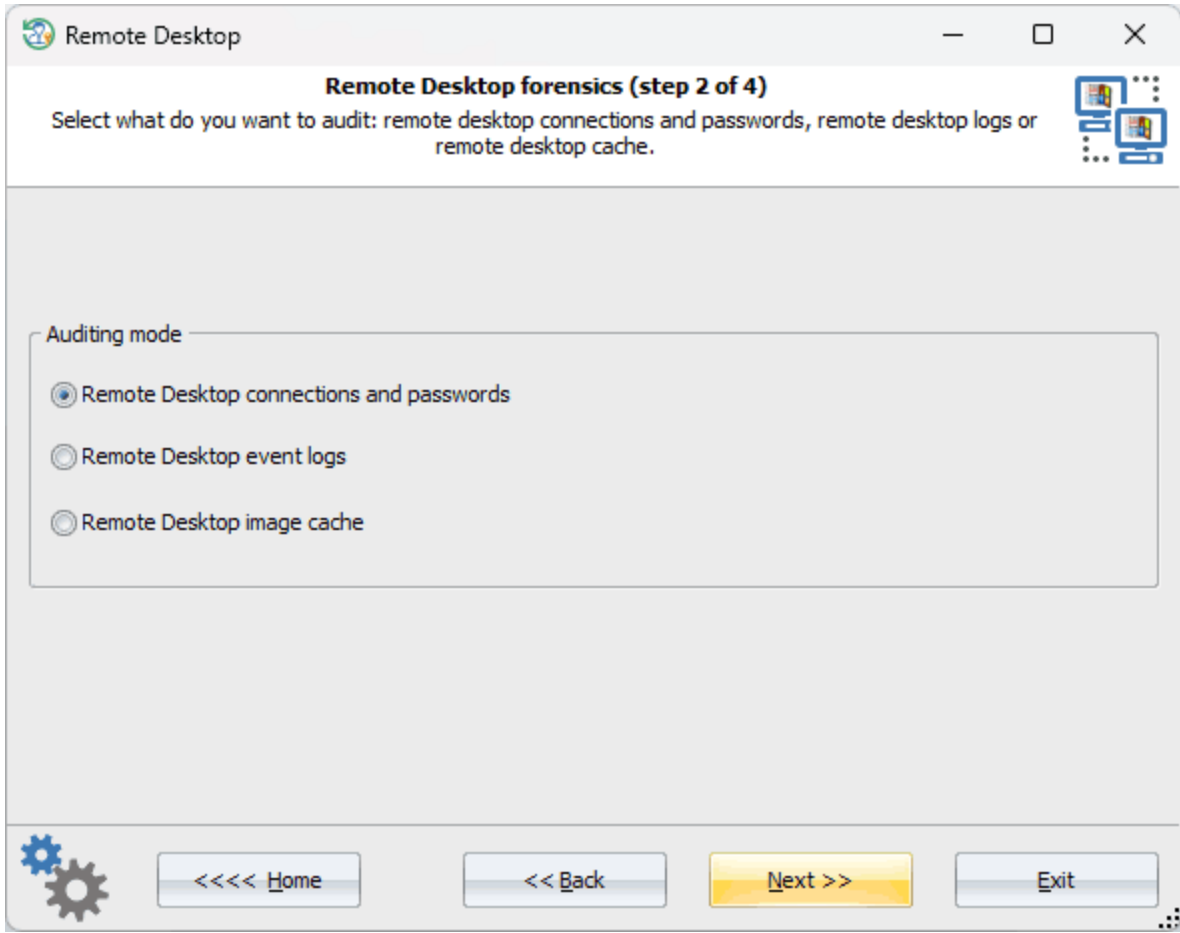 Remote Desktop
Remote Desktop forensics (step 2 of 4)
Select what do you want to audit: remote desktop connections and passwords, remote desktop logs or
remote desktop cache.
Auditing mode
Remote Desktop connections and passwords
Remote Desktop event logs
Remote Desktop image cache
<<<< Home
<< Back
Next >>
Exit